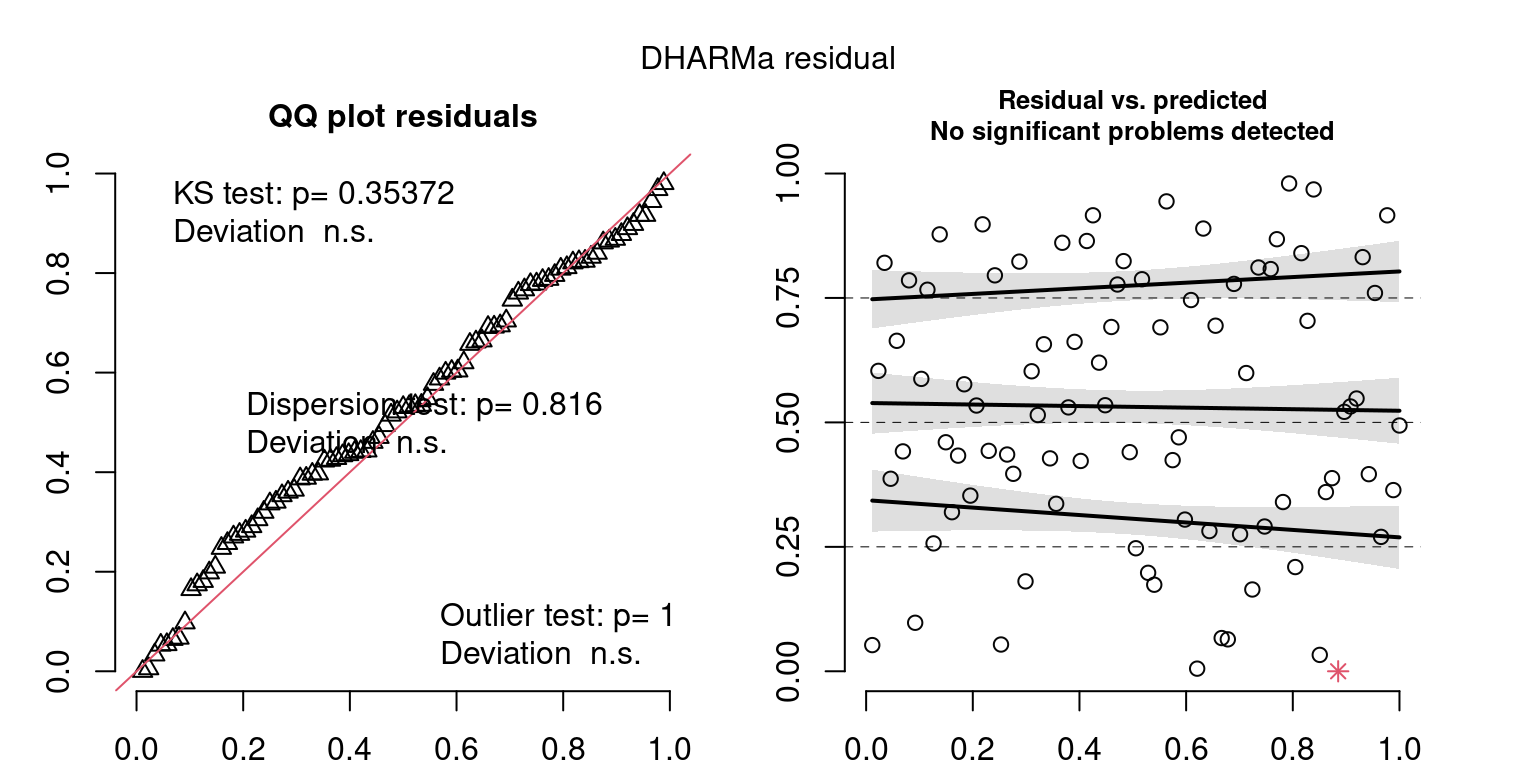 DHARMa residual
QQ plot residuals
KS test: p= 0.35372
Deviation  n.s.
Dispersion test: p= 0.816
Deviation  n.s.
Outlier test: p= 1
Deviation  n.s.
1.0
0.8
0.6
0.4
0.2
0.0
0.0 0.2 0.4 0.6 0.8 1.0
Residual vs. predicted
No significant problems detected
1.00
0.75
0.50
0.25
0.00
0.0 0.2 0.4 0.6 0.8 1.0